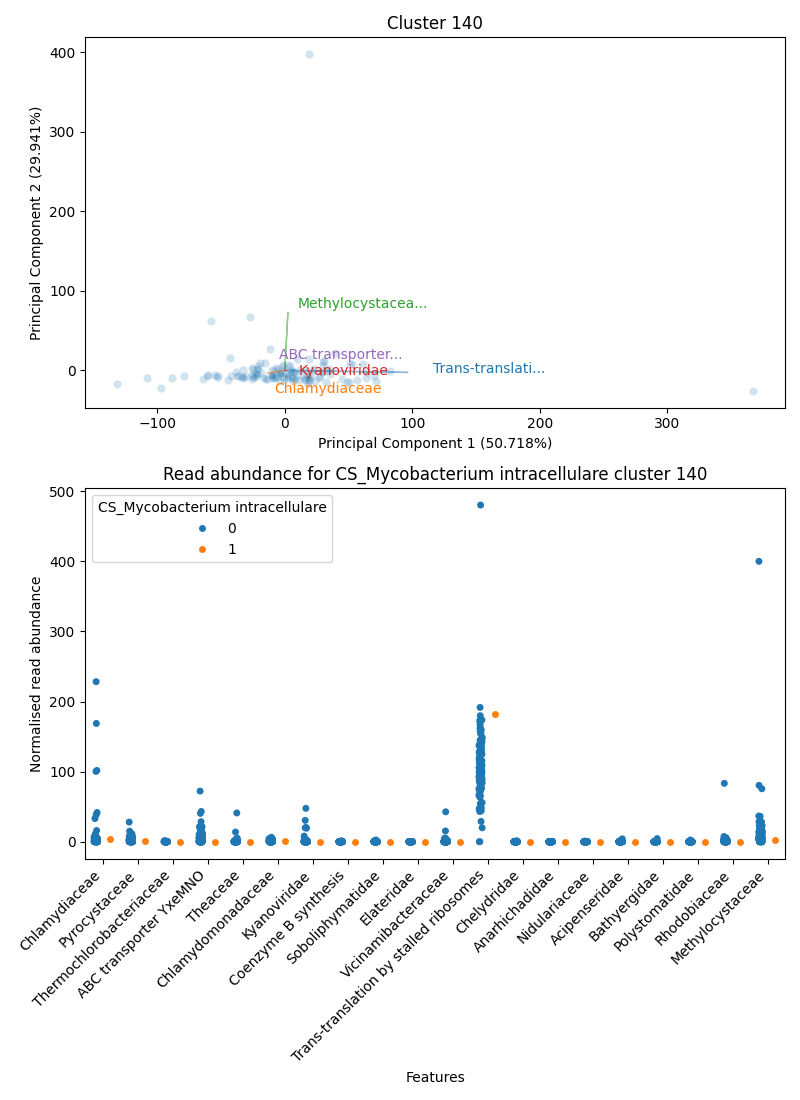 Cluster 140
400
300
200
100
0
Principal Component 2 (29.941%)
Methylocystacea...
ABC transporter...
Kyanoviridae
Trans-translati...
Chlamydiaceae
−100
0
100
200
300
Principal Component 1 (50.718%)
Read abundance for CS_Mycobacterium intracellulare cluster 140
500
400
300
200
100
0
Normalised read abundance
CS_Mycobacterium intracellulare
0
1
Chlamydiaceae
Pyrocystaceae
Thermochlorobacteriaceae
ABC transporter YxeMNO
Theaceae
Chlamydomonadaceae
Kyanoviridae
Coenzyme B synthesis
Soboliphymatidae
Elateridae
Vicinamibacteraceae
Trans-translation by stalled ribosomes
Chelydridae
Anarhichadidae
Nidulariaceae
Acipenseridae
Bathyergidae
Polystomatidae
Rhodobiaceae
Methylocystaceae
Features